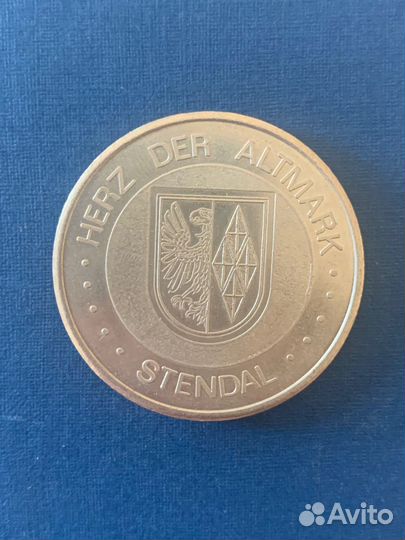 · HERZ DER ALTMARK ·
· · · · STENDAL · · · ·
Avito